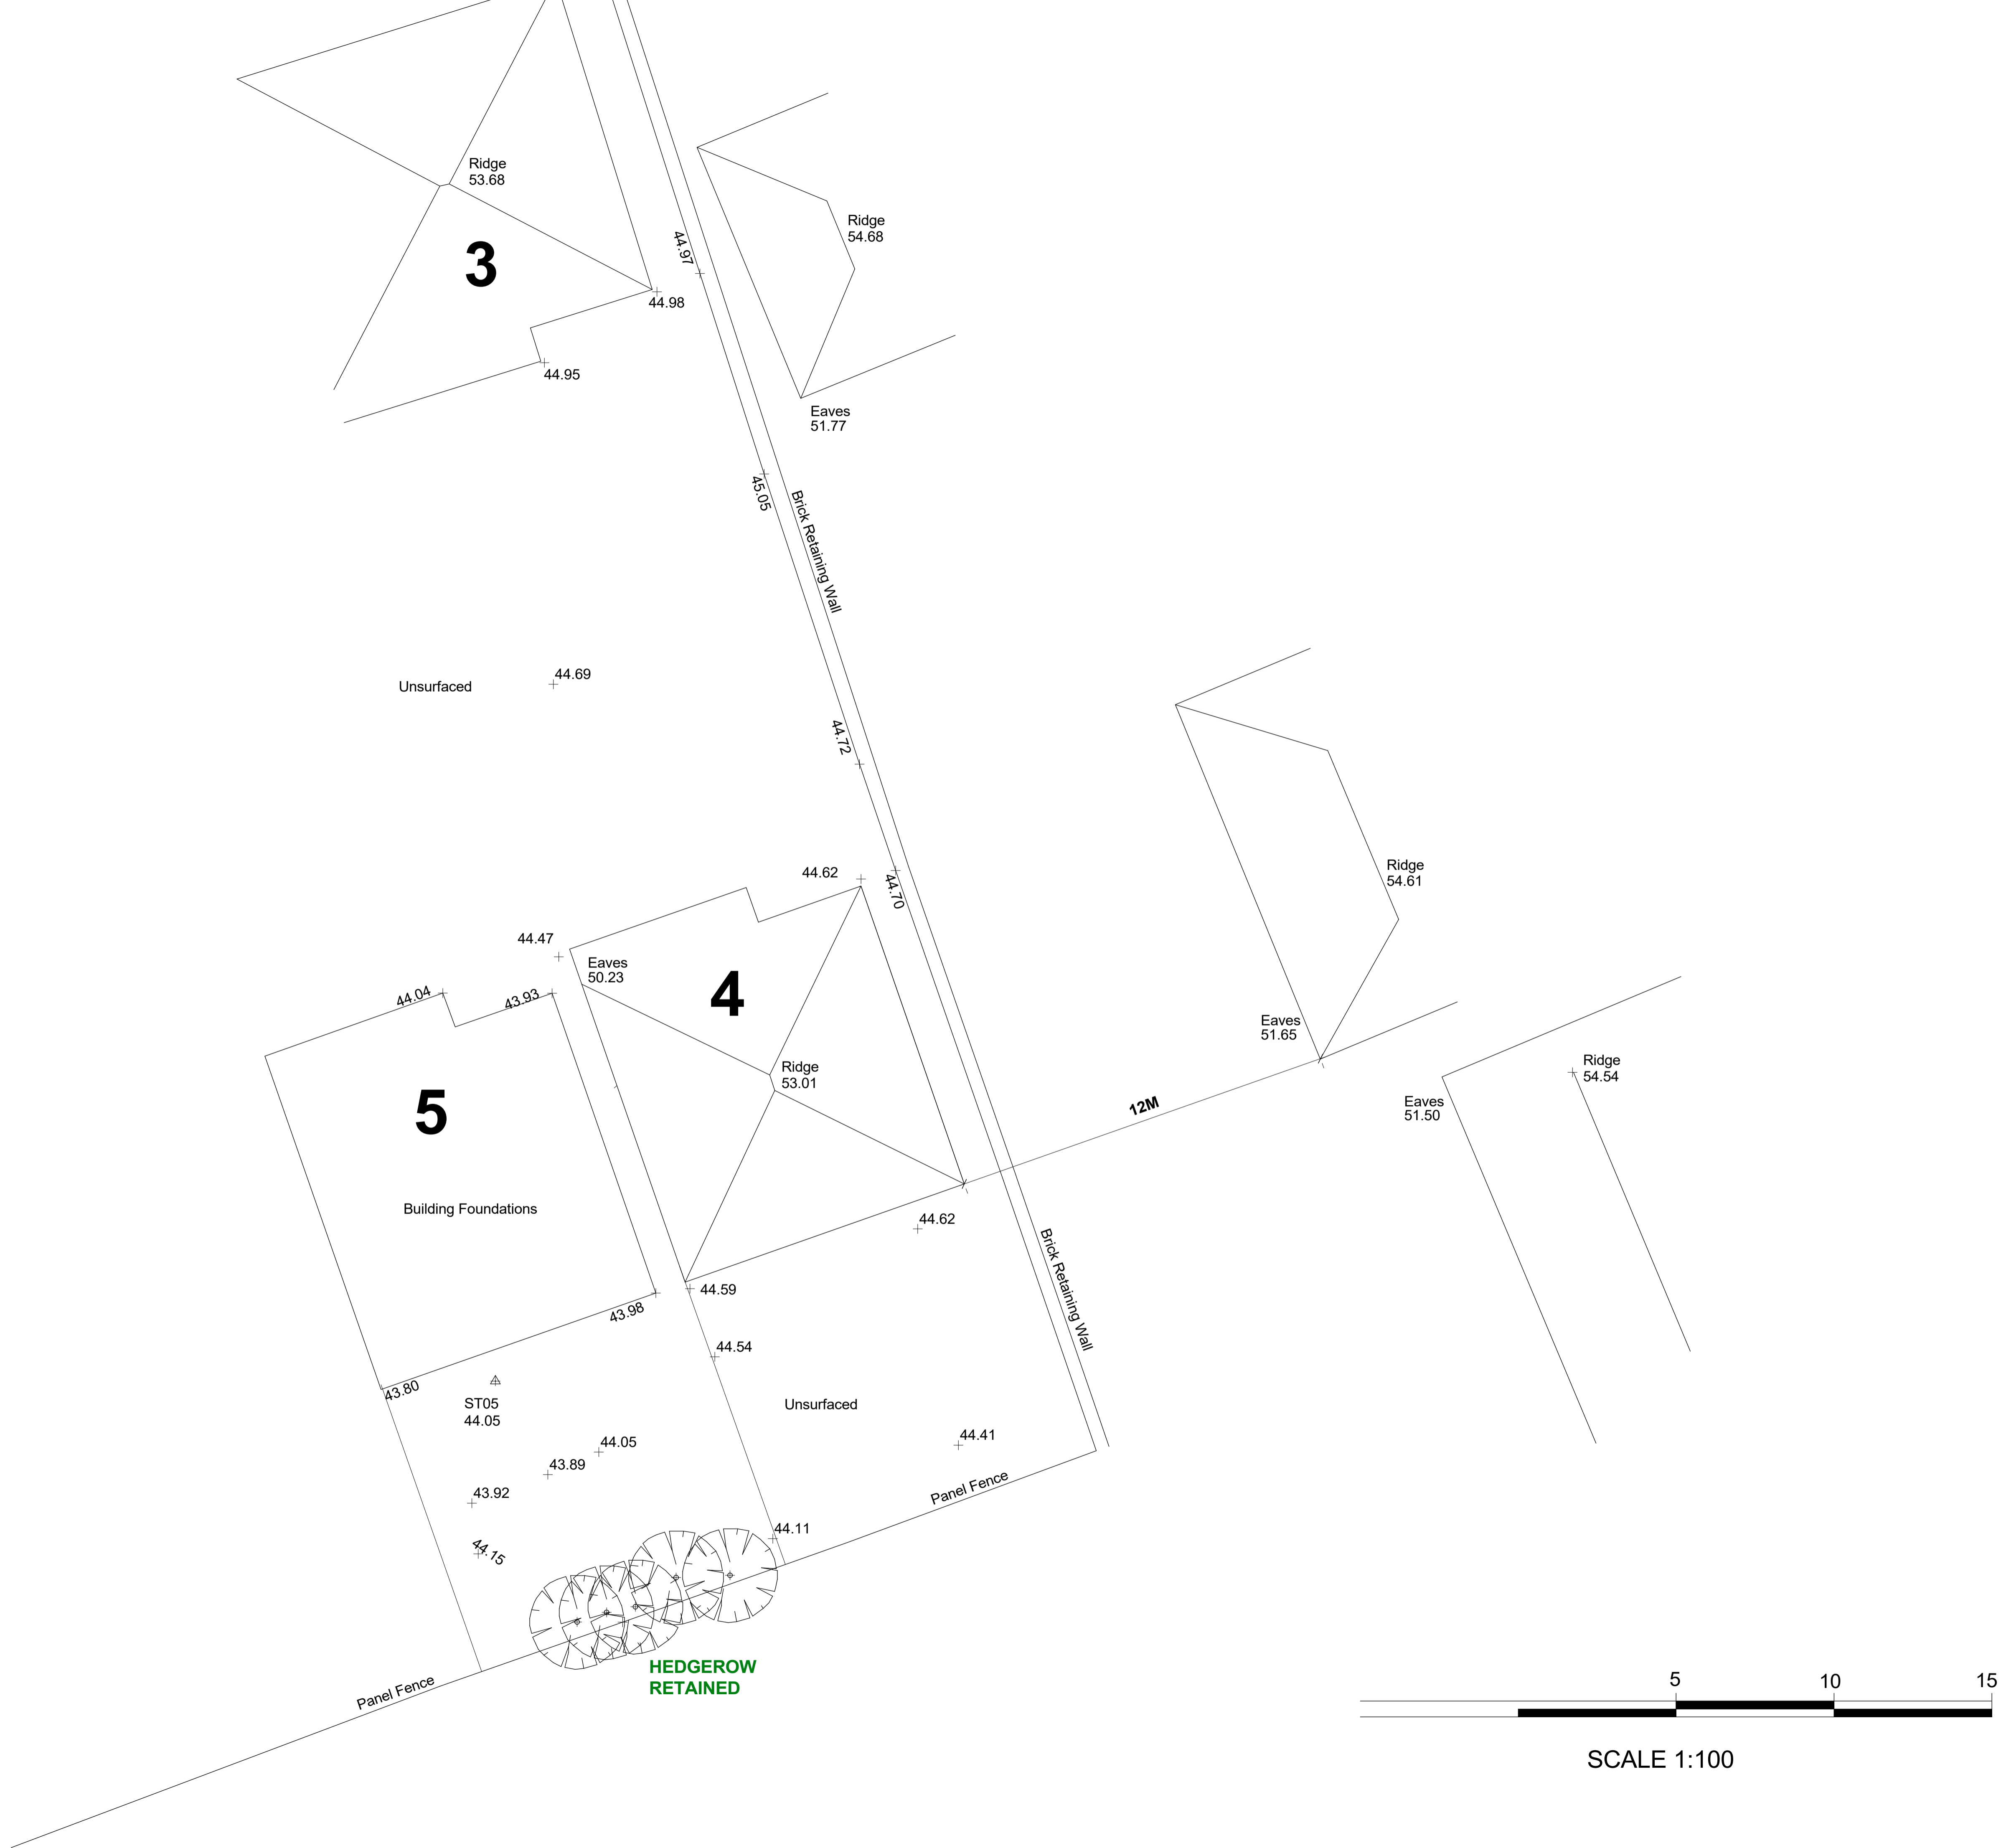 Ridge
53.68
3
44.97
44.98
44.95
Ridge
54.68
Eaves
51.77
45.05
Brick Retaining Wall
Unsurfaced
44.69
44.72
44.62
44.70
44.47
Eaves
50.23
4
44.04
43.93
Ridge
53.01
5
Building Foundations
Ridge
54.61
Eaves
51.65
12M
Ridge
54.54
Eaves
51.50
44.62
44.59
43.98
Brick Retaining Wall
44.54
43.80
ST05
44.05
Unsurfaced
44.05
44.41
43.89
43.92
Panel Fence
44.11
44.15
HEDGEROW
RETAINED
Panel Fence
5
10
15
SCALE 1:100